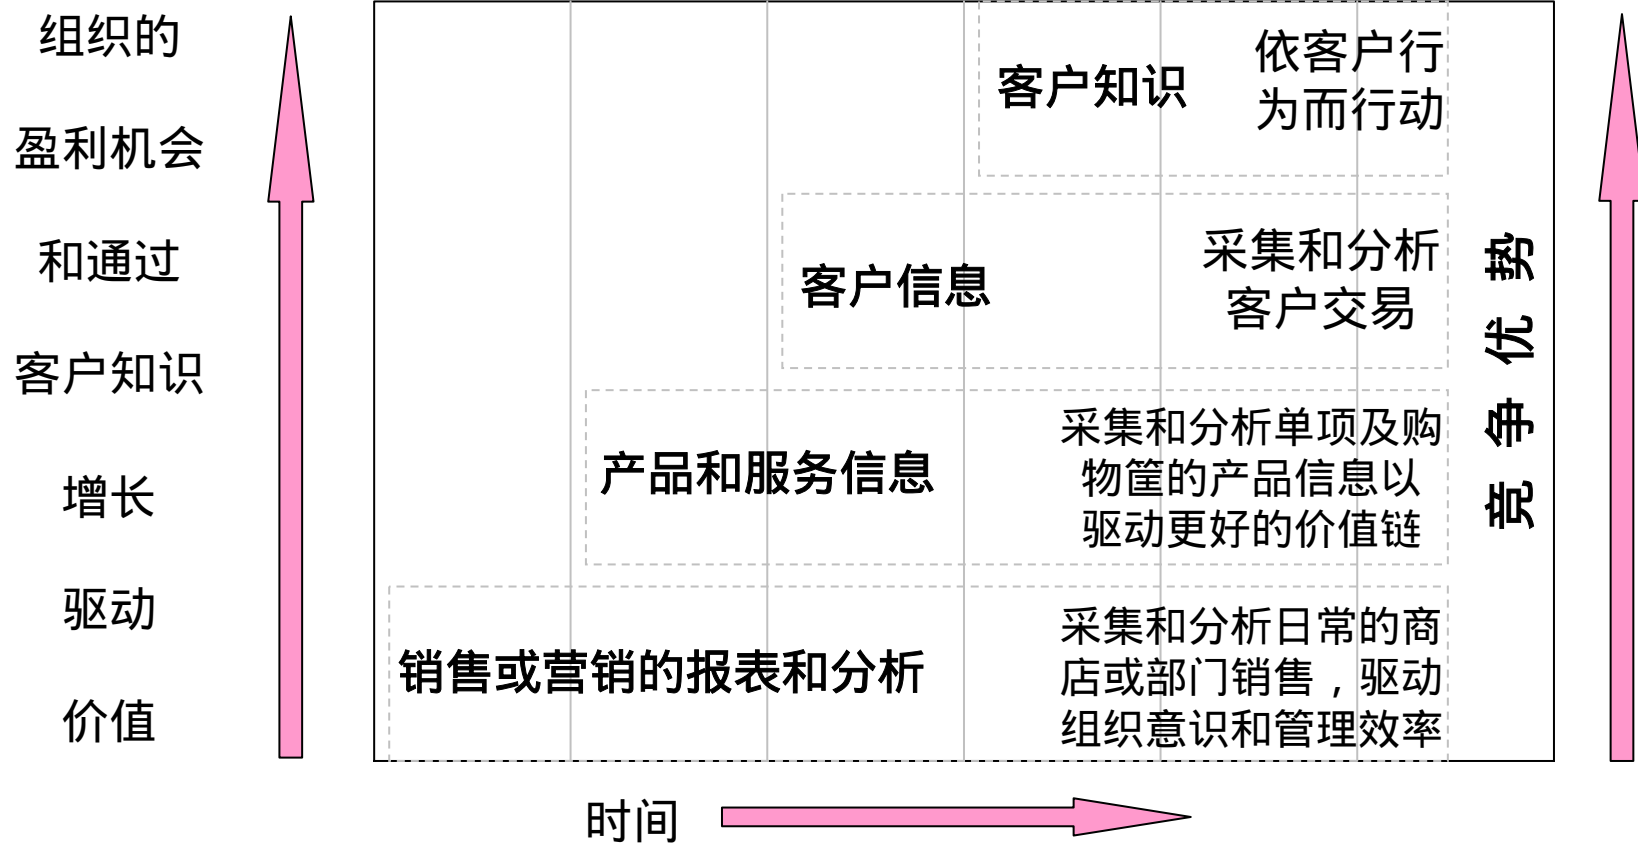 组织的
盈利机会
和通过
客户知识
增长
驱动
价值
客户知识
依客户行
为而行动
客户信息
采集和分析
客户交易
产品和服务信息
采集和分析单项及购
物筐的产品信息以
驱动更好的价值链
销售或营销的报表和分析
采集和分析日常的商
店或部门销售，驱动
组织意识和管理效率
竞争优势
时间